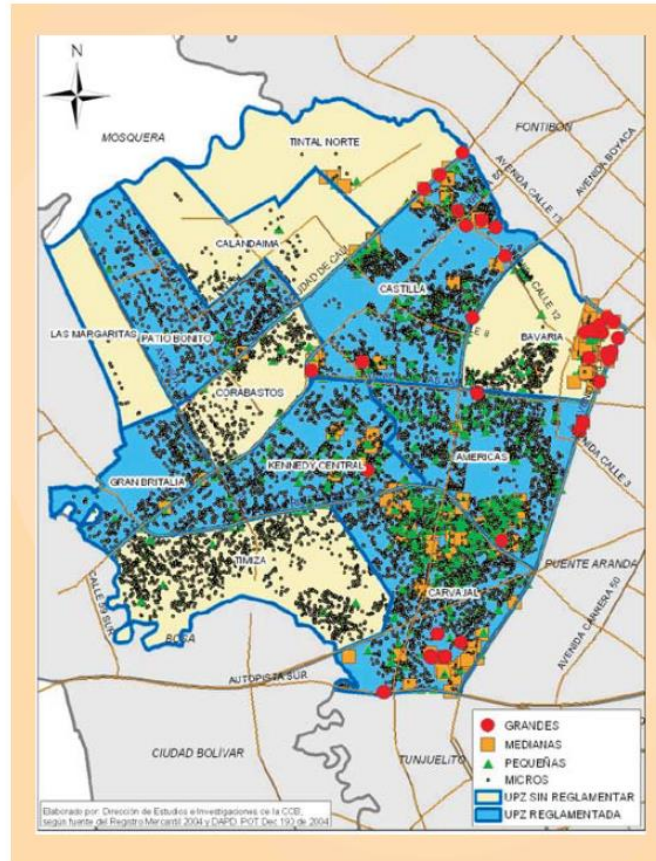 N
MOSQUERA
FONTIBON
TINTAL NORTE
AVENIDA BOYACA
AVENIDA CALLE 13
CALANDAIMA
CASTILLA
CALLE 12
LAS MARGARITAS
PATIO BONITO
BAVARIA
CORABASTOS
KENNEDY CENTRAL
AMERICAS
GRAN BRITALIA
TIMIZA
PUENTE ARANDA
CARVAJAL
CALLE 59 SUR
AVENIDA CARRERA 50
BOSA
AUTOPISTA SUR
CIUDAD BOLÍVAR
TUNJUELITO
GRANDES
MEDIANAS
PEQUEÑAS
MICROS
UPZ SIN REGLAMENTAR
UPZ REGLAMENTADA
Elaborado por: Dirección de Estudios e Investigaciones de la CCB,
según fuente del Registro Mercantil 2004 y DAPD, POT Dec 190 de 2004